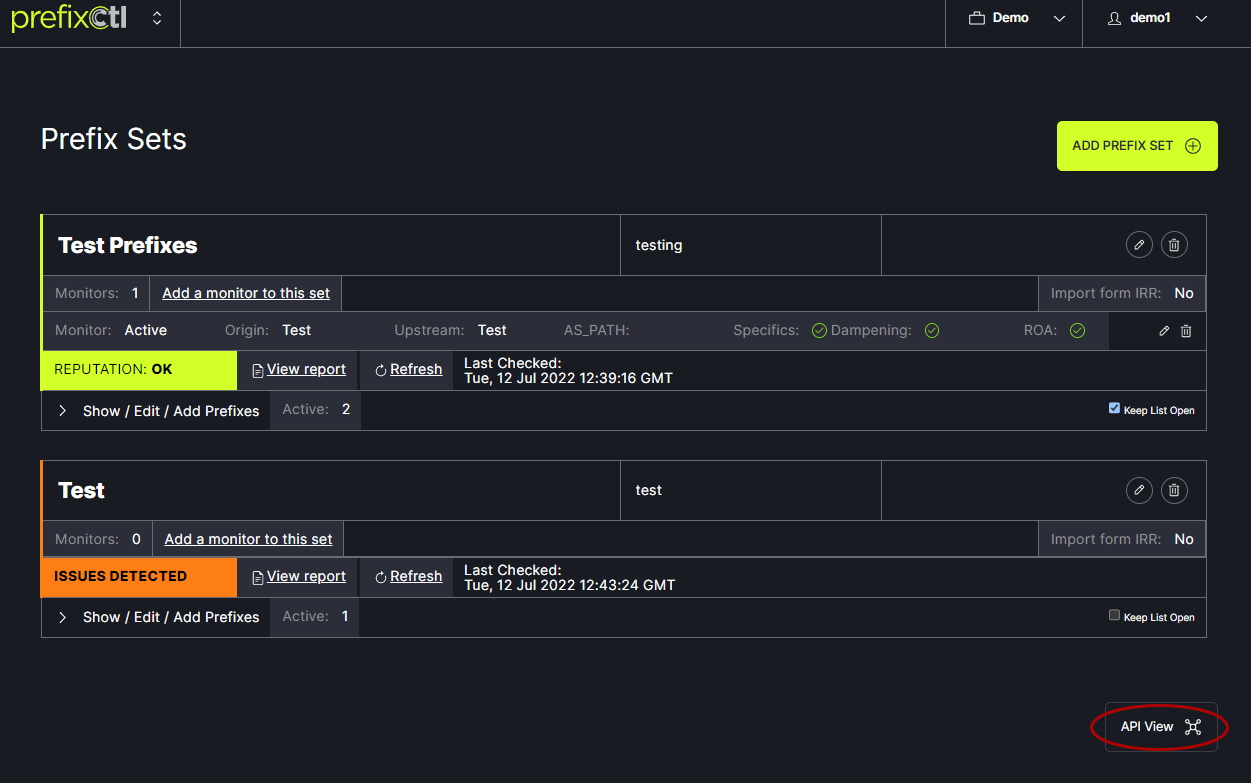 prefixCtl
Demo
demo1
Prefix Sets
ADD PREFIX SET
Test Prefixes
testing
Monitors: 1
Add a monitor to this set
Import form IRR: No
Monitor: Active
Origin: Test
Upstream: Test
AS_PATH:
Specifics:
Dampening:
ROA:
REPUTATION: OK
View report
Refresh
Last Checked:
Tue, 12 Jul 2022 12:39:16 GMT
Show / Edit / Add Prefixes
Active: 2
Keep List Open
Test
test
Monitors: 0
Add a monitor to this set
Import form IRR: No
ISSUES DETECTED
View report
Refresh
Last Checked:
Tue, 12 Jul 2022 12:43:24 GMT
Show / Edit / Add Prefixes
Active: 1
Keep List Open
API View